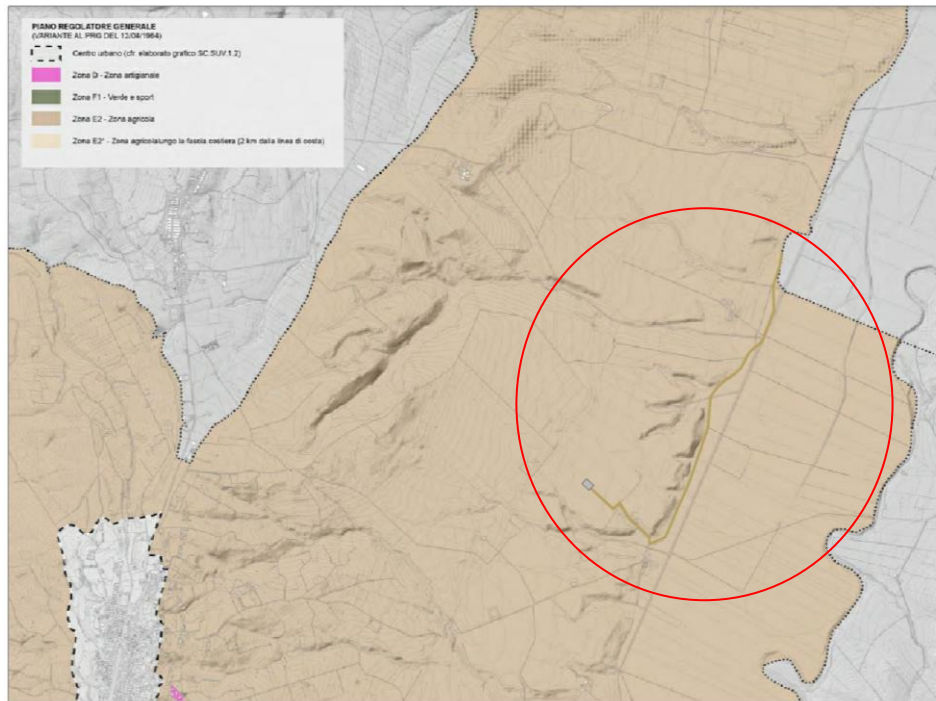 PIANO REGOLATORE GENERALE
(VARIANTE AL PRG DEL 12/04/1984)
Centro urbano (cfr. elaborato grafico SC.SUV.1.2)
Zona D - Zona artigianale
Zona F1 - Verde e sport
Zona E2 - Zona agricola
Zona E2* - Zona agricolalungo la fascia costiera (2 km dalla linea di costa)